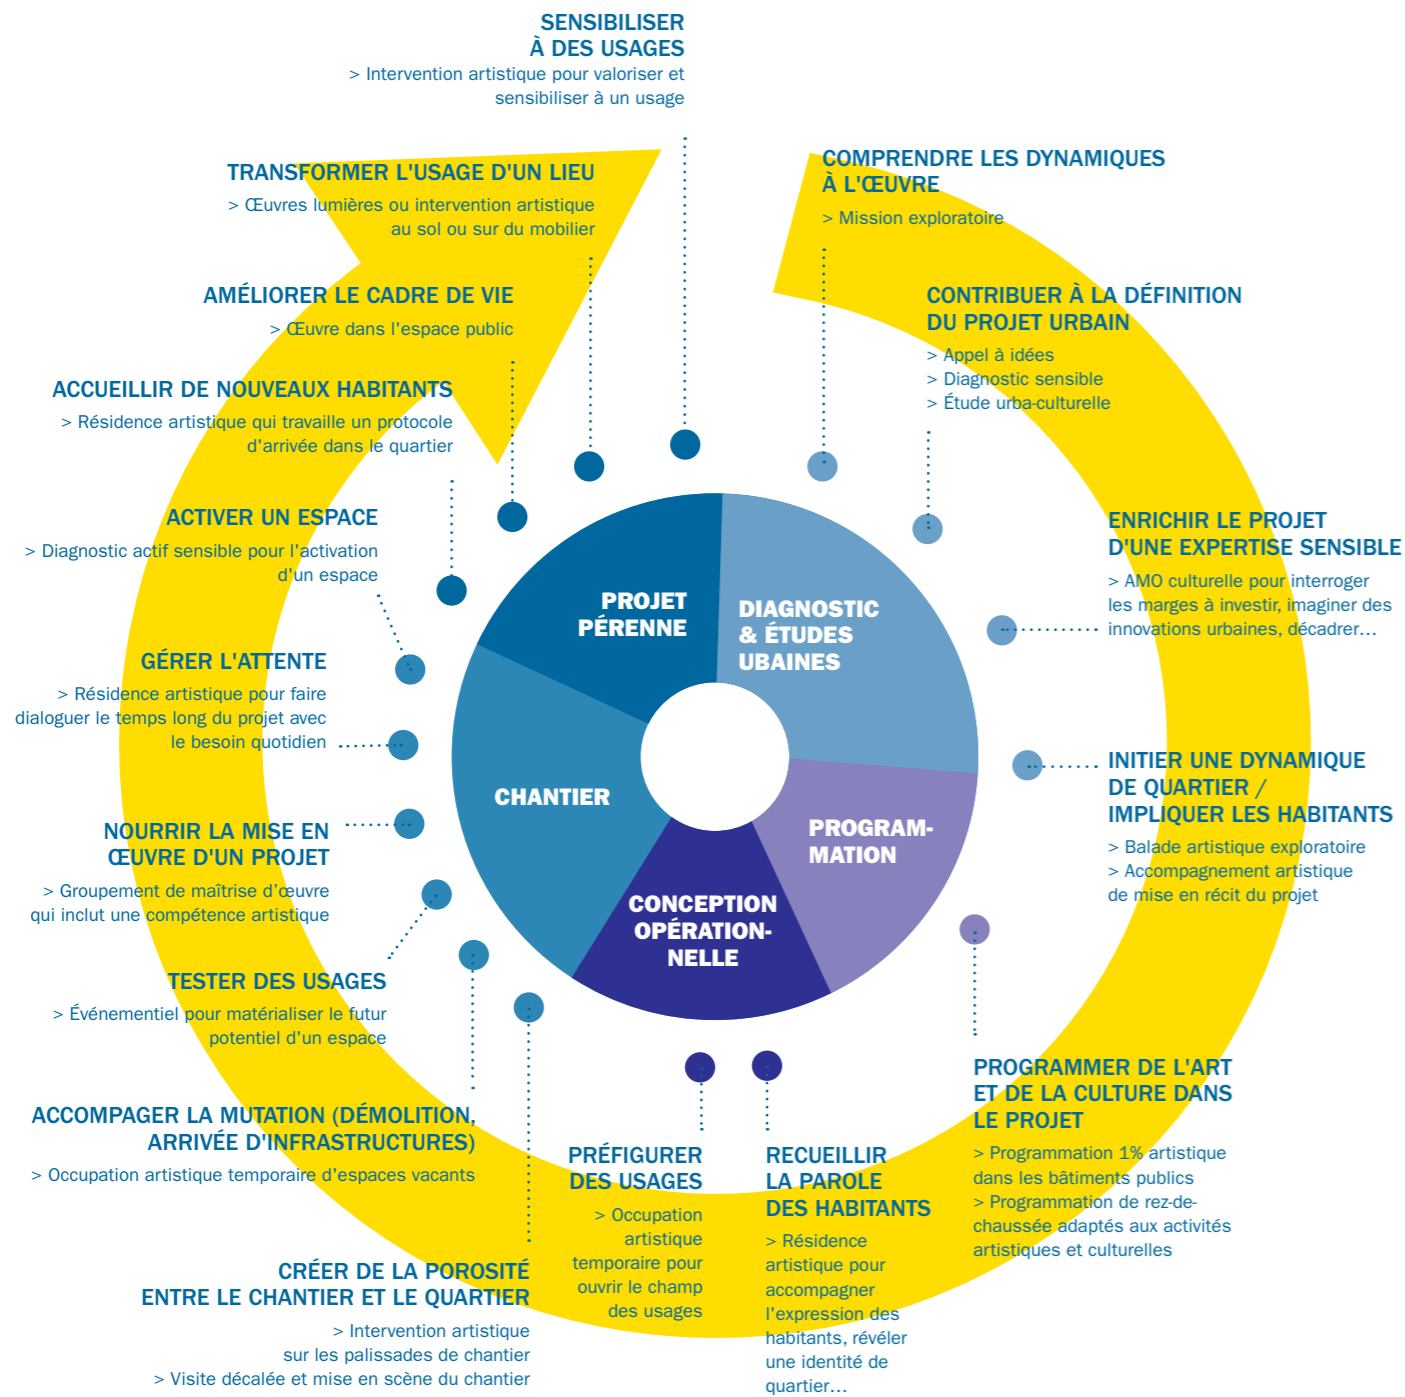 SENSIBILISER
À DES USAGES
> Intervention artistique pour valoriser et
sensibiliser à un usage
COMPRENDRE LES DYNAMIQUES
À L'ŒUVRE
> Mission exploratoire
CONTRIBUER À LA DÉFINITION
DU PROJET URBAIN
> Appel à idées
> Diagnostic sensible
> Étude urba-culturelle
ENRICHIR LE PROJET
D'UNE EXPERTISE SENSIBLE
> AMO culturelle pour interroger
les marges à investir, imaginer des
innovations urbaines, décadrer...
INITIER UNE DYNAMIQUE
DE QUARTIER /
IMPLIQUER LES HABITANTS
> Balade artistique exploratoire
> Accompagnement artistique
de mise en récit du projet
PROGRAMMER DE L'ART
ET DE LA CULTURE DANS
LE PROJET
> Programmation 1% artistique
dans les bâtiments publics
> Programmation de rez-de-
chaussée adaptés aux activités
artistiques et culturelles
RECUEILLIR
LA PAROLE
DES HABITANTS
> Résidence
artistique pour
accompagner
l'expression des
habitants, révéler
une identité de
quartier...
PRÉFIGURER
DES USAGES
> Occupation
artistique
temporaire pour
ouvrir le champ
des usages
CRÉER DE LA POROSITÉ
ENTRE LE CHANTIER ET LE QUARTIER
> Intervention artistique
sur les palissades de chantier
> Visite décalée et mise en scène du chantier
ACCOMPAGER LA MUTATION (DÉMOLITION,
ARRIVÉE D'INFRASTRUCTURES)
> Occupation artistique temporaire d'espaces vacants
TESTER DES USAGES
> Événementiel pour matérialiser le futur
potentiel d'un espace
NOURRIR LA MISE EN
ŒUVRE D'UN PROJET
> Groupement de maîtrise d'œuvre
qui inclut une compétence artistique
GÉRER L'ATTENTE
> Résidence artistique pour faire
dialoguer le temps long du projet avec
le besoin quotidien
ACTIVER UN ESPACE
> Diagnostic actif sensible pour l'activation
d'un espace
ACCUEILLIR DE NOUVEAUX HABITANTS
> Résidence artistique qui travaille un protocole
d'arrivée dans le quartier
AMÉLIORER LE CADRE DE VIE
> Œuvre dans l'espace public
TRANSFORMER L'USAGE D'UN LIEU
> Œuvres lumières ou intervention artistique
au sol ou sur du mobilier
PROJET
PÉRENNE
DIAGNOSTIC
& ÉTUDES
UBAINES
PROGRAM-
MATION
CONCEPTION
OPÉRATION-
NELLE
CHANTIER